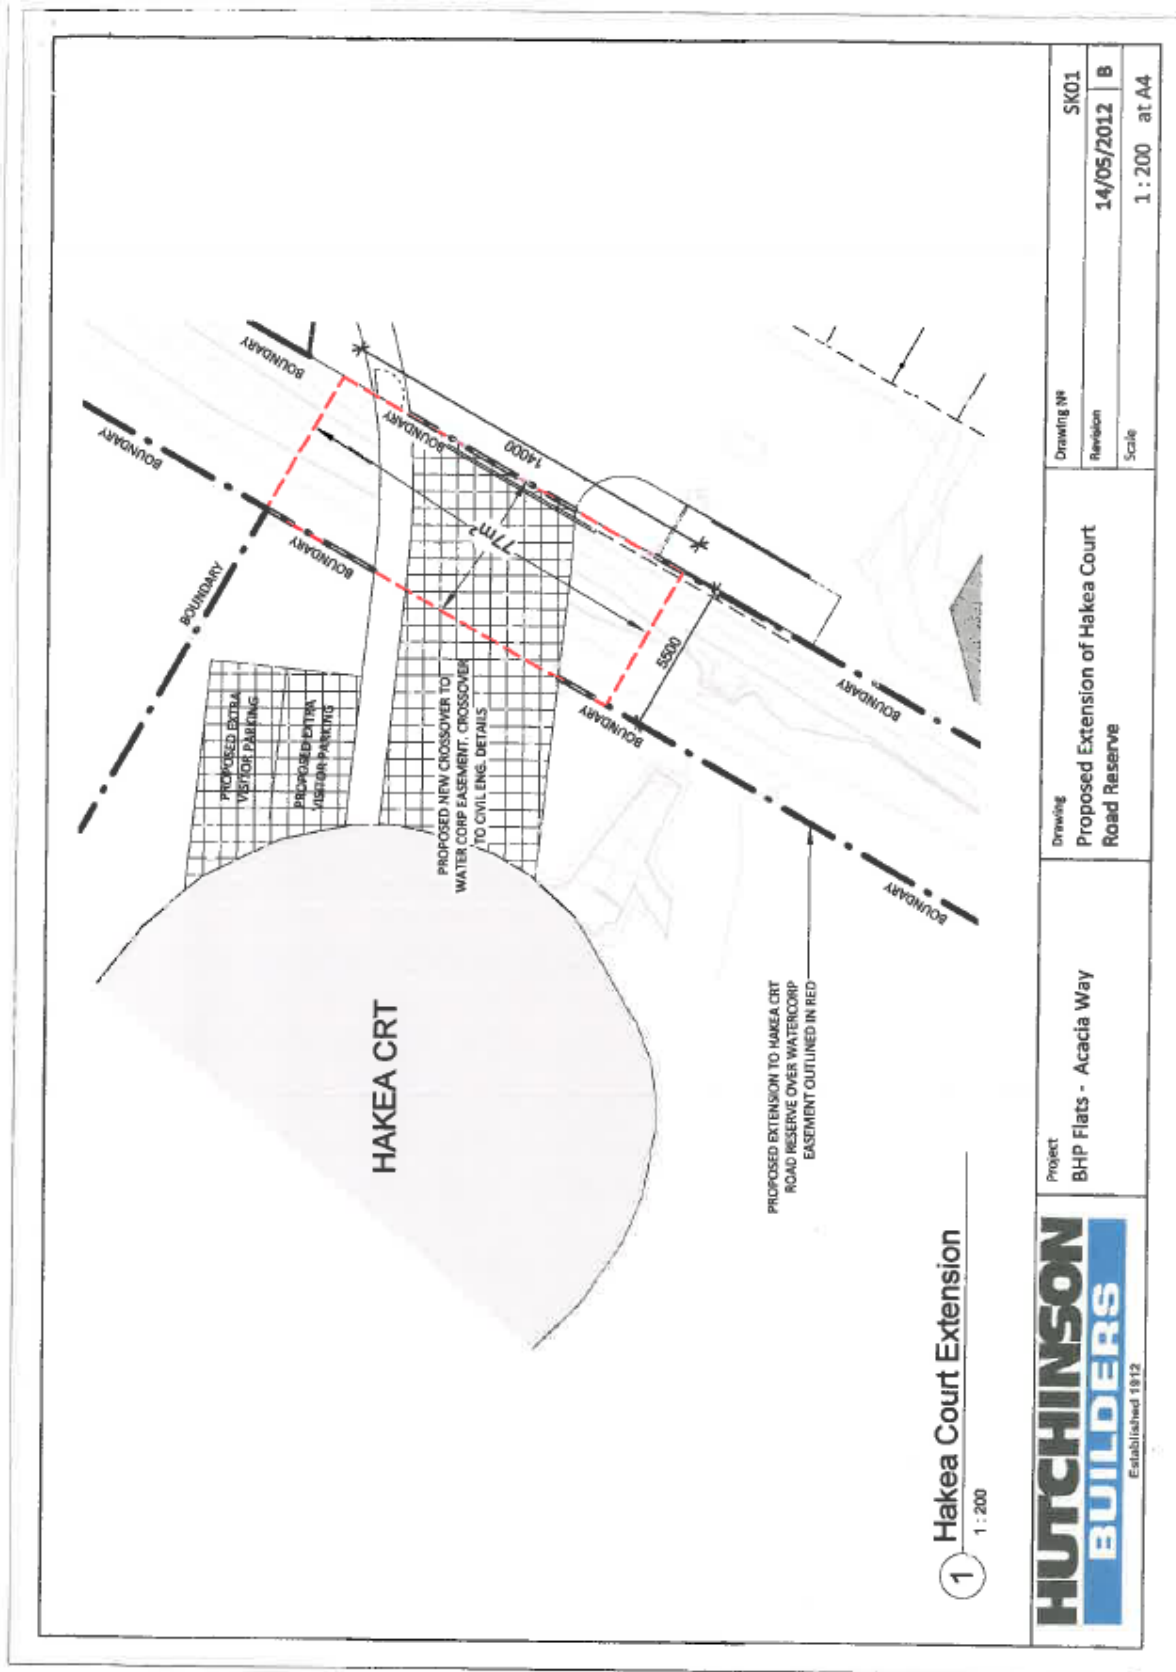 BOUNDARY
BOUNDARY
BOUNDARY
BOUNDARY
BOUNDARY
14000
77m²
PROPOSED EXTRA
VISITOR PARKING
PROPOSED EXTRA
VISITOR PARKING
PROPOSED NEW CROSSOVER TO
WATER CORP EASEMENT. CROSSOVER
TO CIVIL ENG. DETAILS
5500
BOUNDARY
BOUNDARY
BOUNDARY
HAKEA CRT
PROPOSED EXTENSION TO HAKEA CRT
ROAD RESERVE OVER WATERCORP
EASEMENT OUTLINED IN RED
1
Hakea Court Extension
1 : 200
HUTCHINSON
BUILDERS
Established 1912
Project
BHP Flats - Acacia Way
Drawing
Proposed Extension of Hakea Court
Road Reserve
Drawing Nº
SK01
Revision
14/05/2012
B
Scale
1 : 200 at A4